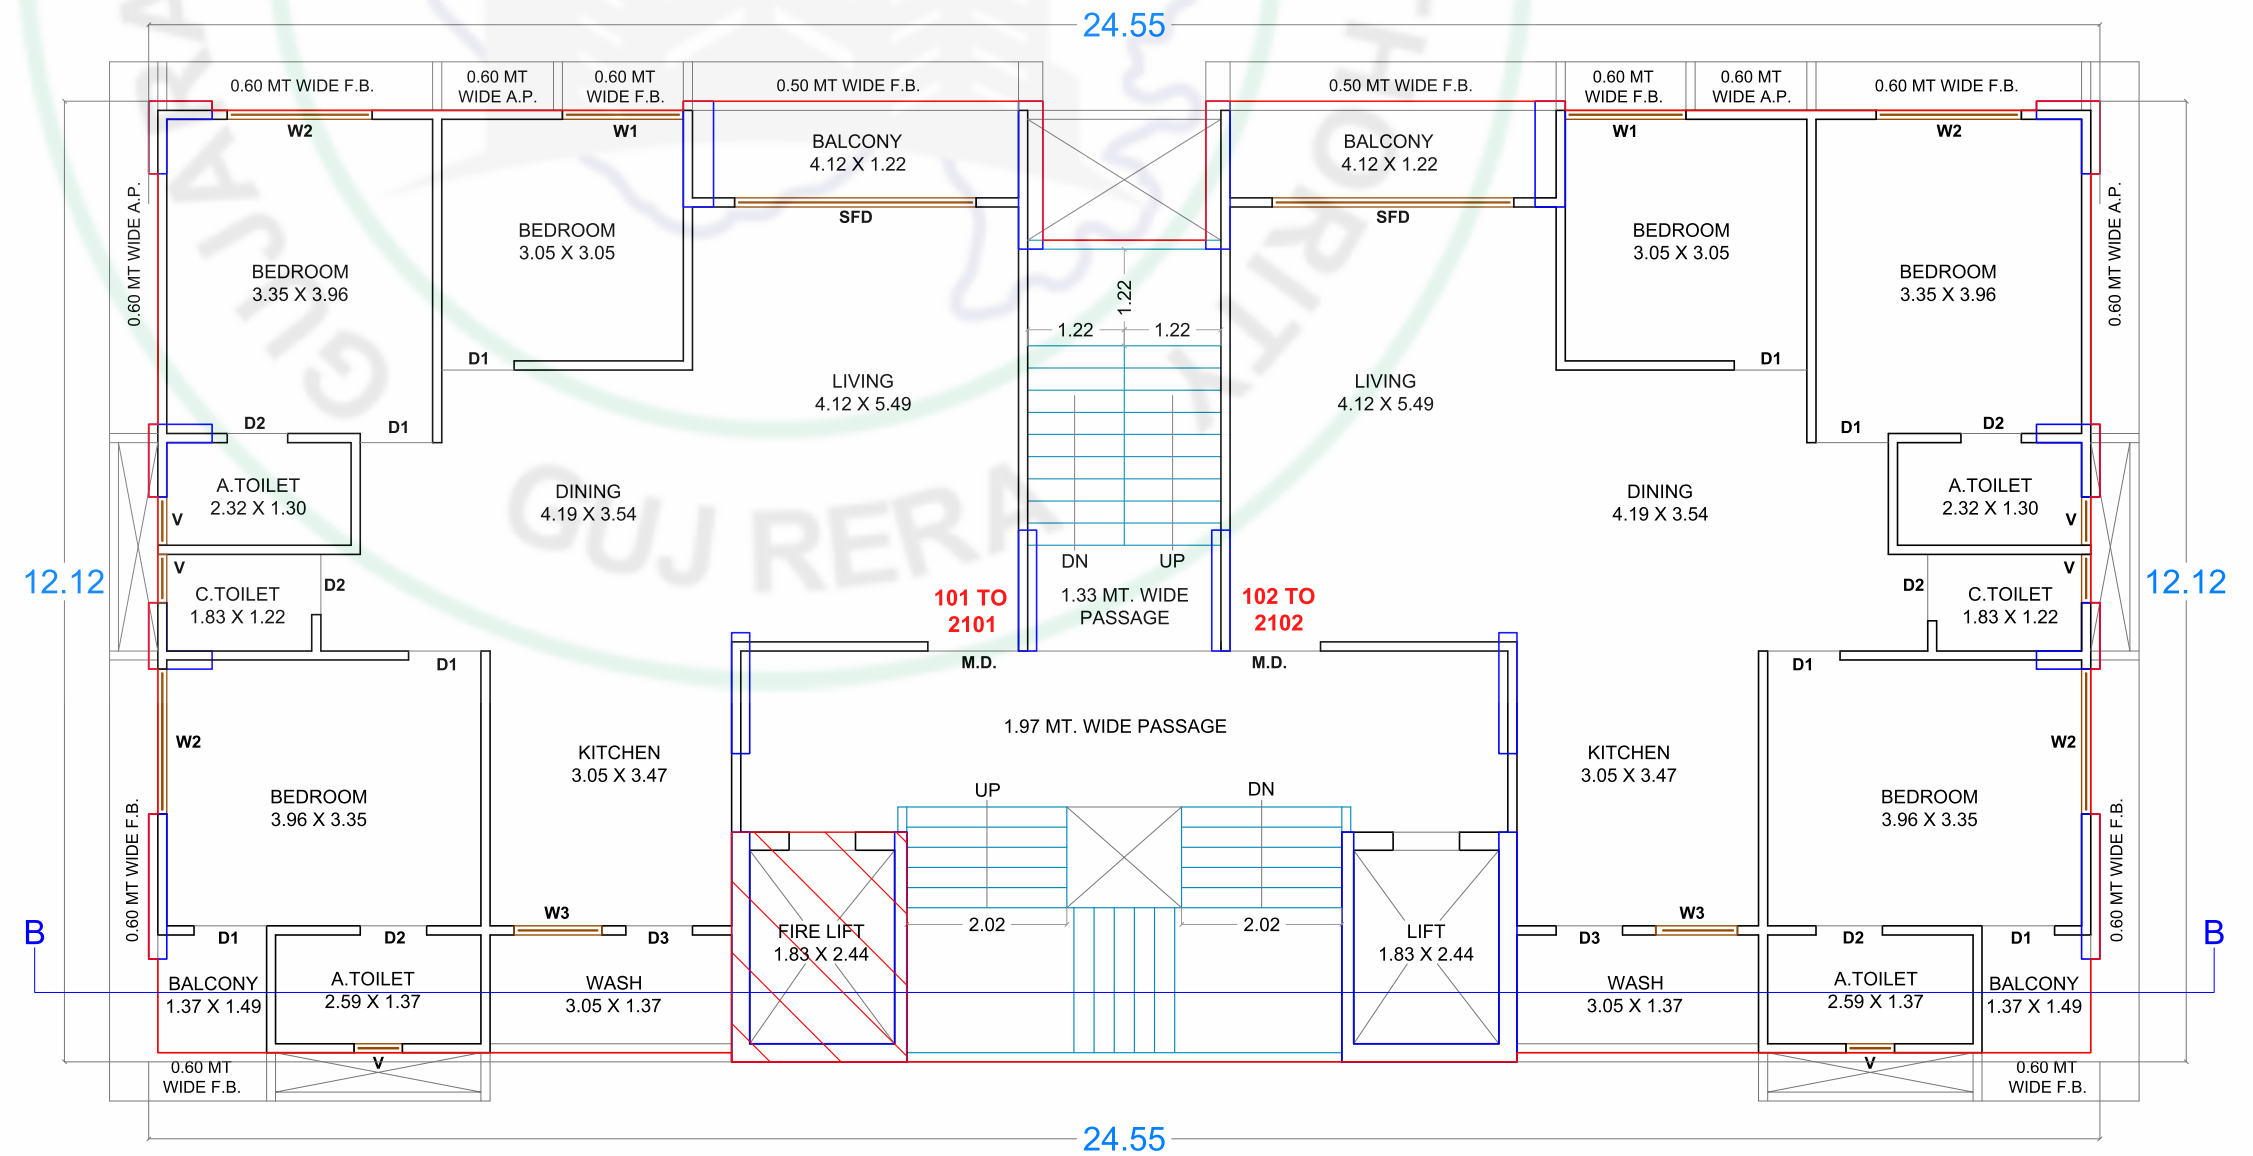 24.55
0.60 MT WIDE F.B.
0.60 MT
WIDE A.P.
0.60 MT
WIDE F.B.
0.50 MT WIDE F.B.
0.50 MT WIDE F.B.
0.60 MT
WIDE F.B.
0.60 MT
WIDE A.P.
0.60 MT WIDE F.B.
W2
W1
BALCONY
4.12 X 1.22
BALCONY
4.12 X 1.22
W1
W2
SFD
SFD
0.60 MT WIDE A.P.
BEDROOM
3.35 X 3.96
BEDROOM
3.05 X 3.05
BEDROOM
3.05 X 3.05
BEDROOM
3.35 X 3.96
0.60 MT WIDE A.P.
1.22
1.22
1.22
D1
D1
LIVING
4.12 X 5.49
LIVING
4.12 X 5.49
D2
D1
D1
D2
A.TOILET
2.32 X 1.30
DINING
4.19 X 3.54
DINING
4.19 X 3.54
A.TOILET
2.32 X 1.30
V
V
DN
UP
V
V
12.12
C.TOILET
1.83 X 1.22
D2
101 TO
2101
1.33 MT. WIDE
PASSAGE
102 TO
2102
D2
C.TOILET
1.83 X 1.22
12.12
D1
M.D.
M.D.
D1
1.97 MT. WIDE PASSAGE
W2
W2
KITCHEN
3.05 X 3.47
KITCHEN
3.05 X 3.47
UP
DN
BEDROOM
3.96 X 3.35
BEDROOM
3.96 X 3.35
0.60 MT WIDE F.B.
0.60 MT WIDE F.B.
W3
W3
B
D1
D2
D3
FIRE LIFT
1.83 X 2.44
2.02
2.02
LIFT
1.83 X 2.44
D3
D2
D1
B
BALCONY
1.37 X 1.49
A.TOILET
2.59 X 1.37
WASH
3.05 X 1.37
WASH
3.05 X 1.37
A.TOILET
2.59 X 1.37
BALCONY
1.37 X 1.49
V
V
0.60 MT
WIDE F.B.
0.60 MT
WIDE F.B.
24.55
GUJ RERA